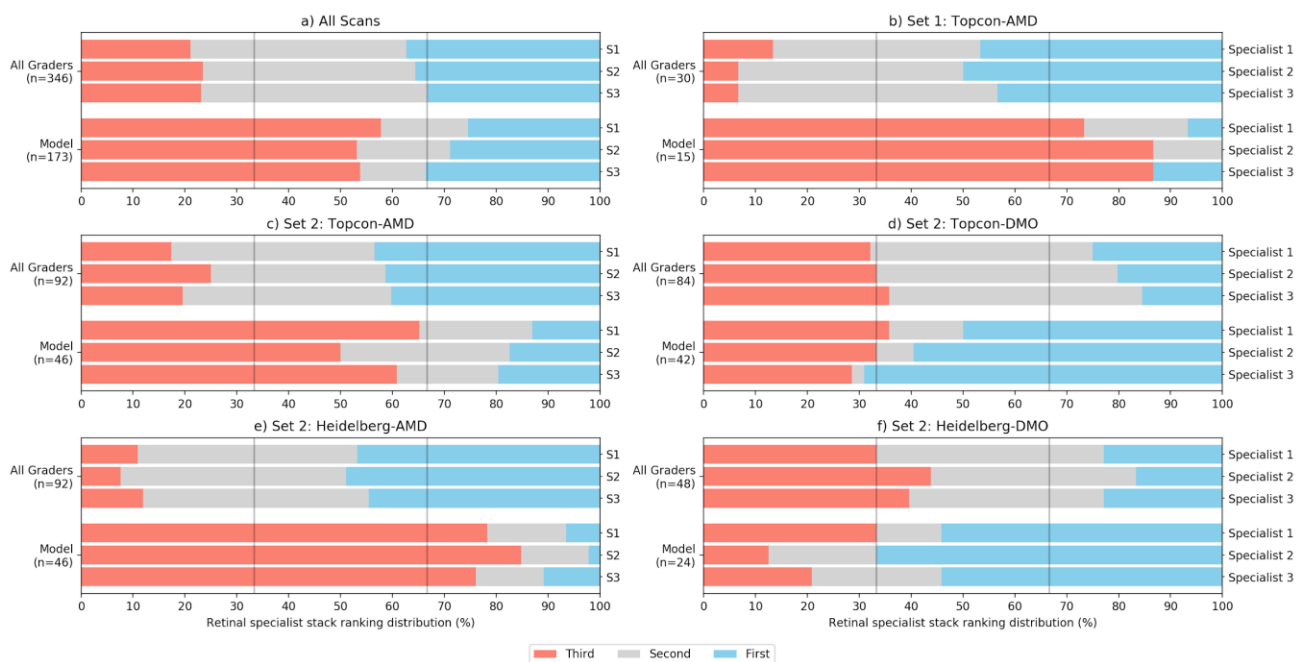 a) All Scans
All Graders
(n=346)
S1
S2
S3
Model
(n=173)
S1
S2
S3
0 10 20 30 40 50 60 70 80 90 100
b) Set 1: Topcon-AMD
All Graders
(n=30)
Specialist 1
Specialist 2
Specialist 3
Model
(n=15)
Specialist 1
Specialist 2
Specialist 3
0 10 20 30 40 50 60 70 80 90 100
c) Set 2: Topcon-AMD
All Graders
(n=92)
S1
S2
S3
Model
(n=46)
S1
S2
S3
0 10 20 30 40 50 60 70 80 90 100
d) Set 2: Topcon-DMO
All Graders
(n=84)
Specialist 1
Specialist 2
Specialist 3
Model
(n=42)
Specialist 1
Specialist 2
Specialist 3
0 10 20 30 40 50 60 70 80 90 100
e) Set 2: Heidelberg-AMD
All Graders
(n=92)
S1
S2
S3
Model
(n=46)
S1
S2
S3
0 10 20 30 40 50 60 70 80 90 100
Retinal specialist stack ranking distribution (%)
f) Set 2: Heidelberg-DMO
All Graders
(n=48)
Specialist 1
Specialist 2
Specialist 3
Model
(n=24)
Specialist 1
Specialist 2
Specialist 3
0 10 20 30 40 50 60 70 80 90 100
Retinal specialist stack ranking distribution (%)
Third Second First